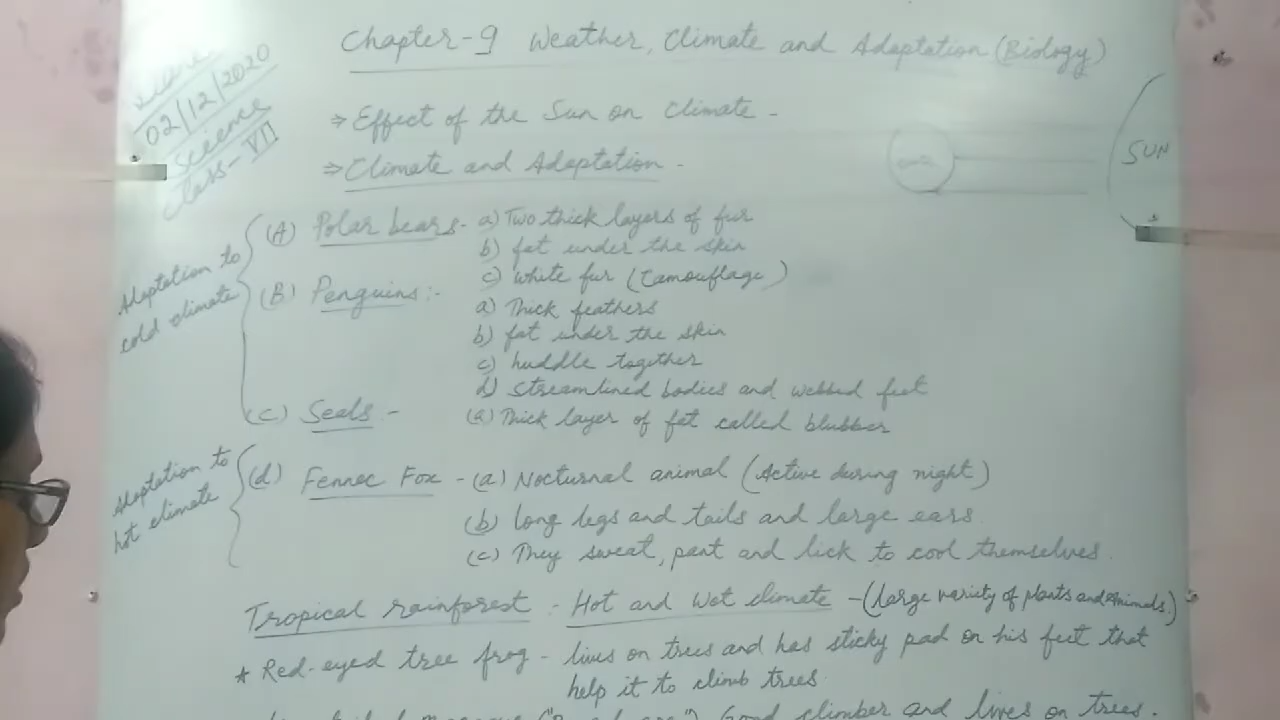 02/12/2020
Science
Class-VII
Chapter-9 Weather, Climate and Adaptation (Biology)
⇒ Effect of the Sun on Climate -
⇒ Climate and Adaptation -
SUN
Adaptation to cold climate
(A) Polar bears - a) Two thick layers of fur
b) fat under the skin
c) white fur (Camouflage)
(B) Penguins :-
a) Thick feathers
b) fat under the skin
c) huddle together
d) streamlined bodies and webbed feet
(C) Seals - (a) Thick layer of fat called blubber
Adaptation to hot climate
(d) Fennec Fox - (a) Nocturnal animal (Active during night)
(b) long legs and tails and large ears
(c) They sweat, pant and lick to cool themselves.
Tropical rainforest - Hot and Wet climate - (large variety of plants and animals.)
* Red-eyed tree frog - lives on trees and has sticky pad on his feet that
help it to climb trees.
Good climber and lives on trees.